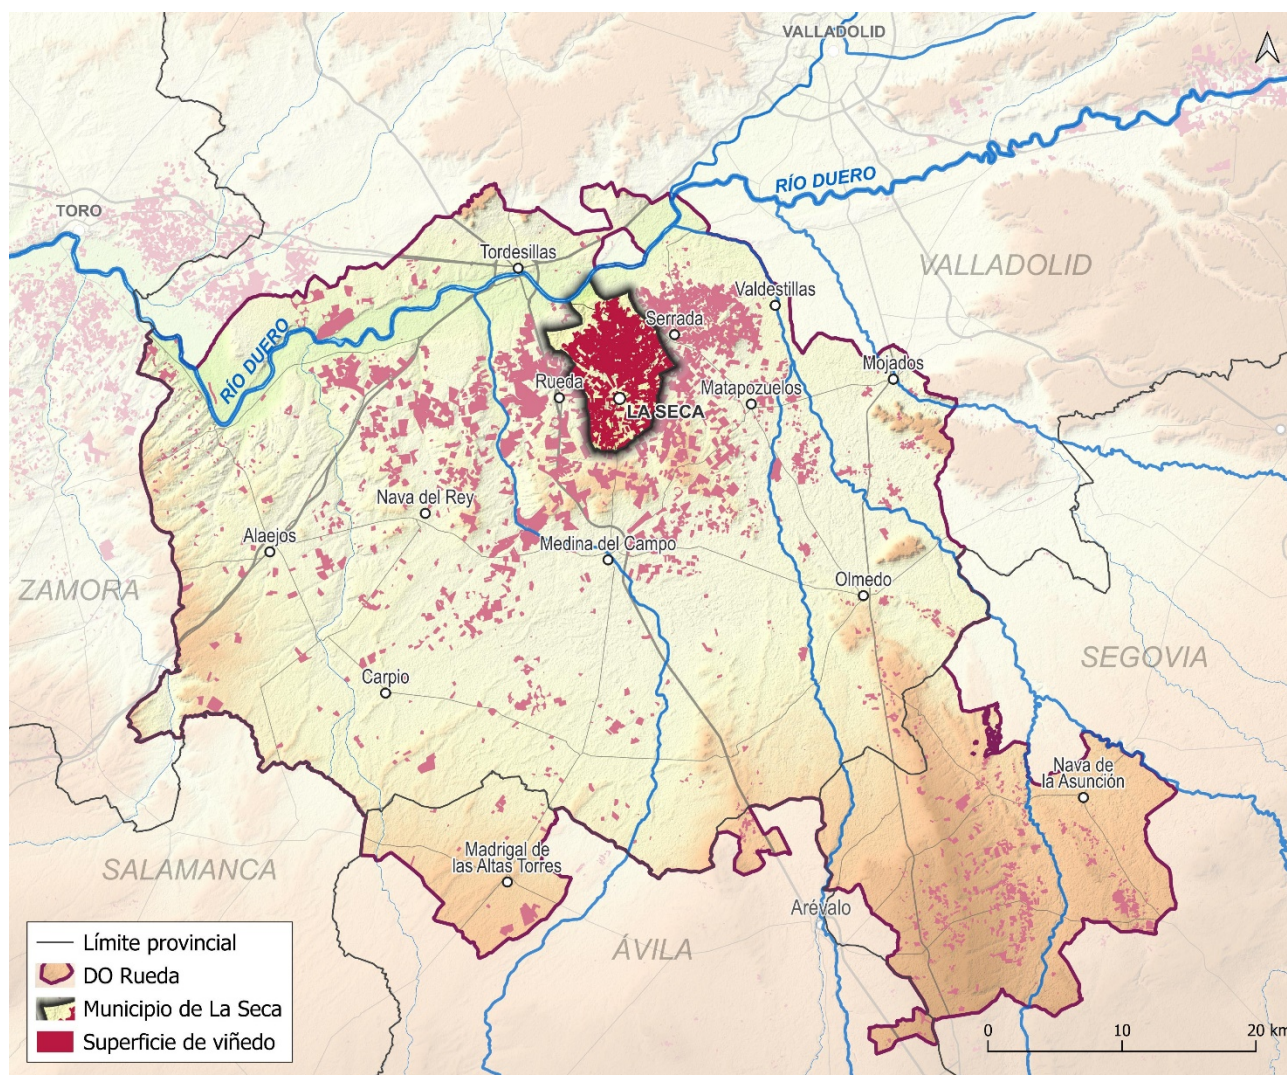 VALLADOLID
RÍO DUERO
TORO
Tordesillas
VALLADOLID
Valdestillas
Serrada
RÍO DUERO
Mojados
Rueda
Matapozuelos
LA SECA
Nava del Rey
Alaejos
Medina del Campo
Olmedo
ZAMORA
SEGOVIA
Carpio
Nava de
la Asunción
Madrigal de
las Altas Torres
SALAMANCA
Arévalo
ÁVILA
Límite provincial
DO Rueda
Municipio de La Seca
Superficie de viñedo
0 10 20 km